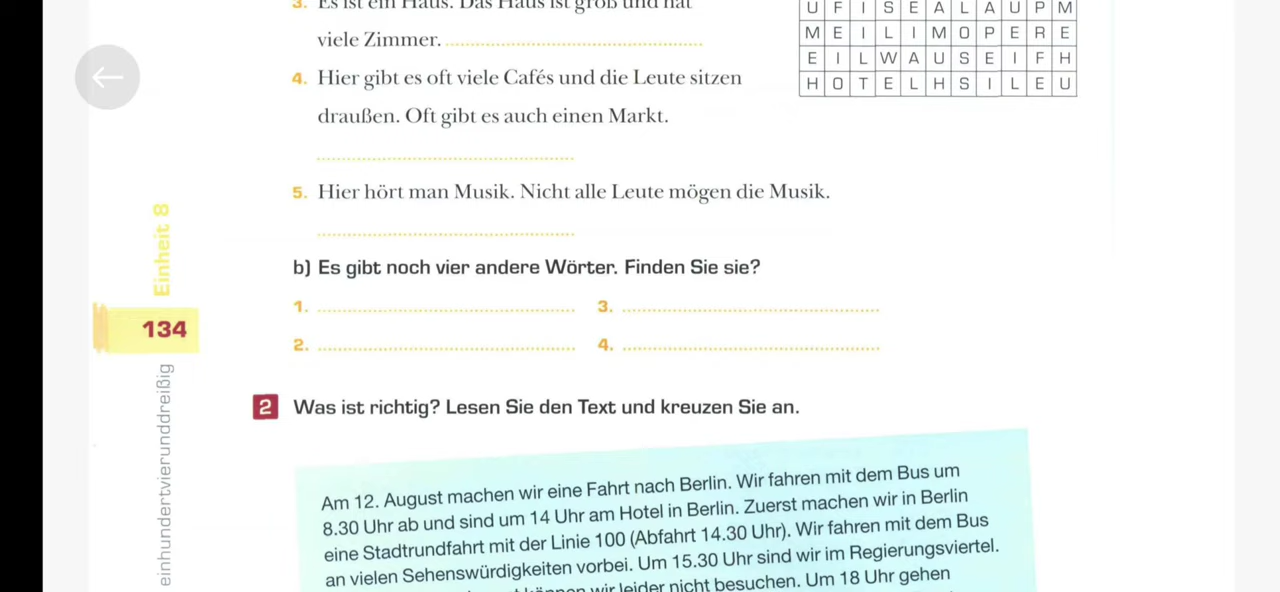 3. Es ist ein Haus. Das Haus ist groß und hat
viele Zimmer.
4. Hier gibt es oft viele Cafés und die Leute sitzen
draußen. Oft gibt es auch einen Markt.
5. Hier hört man Musik. Nicht alle Leute mögen die Musik.
b) Es gibt noch vier andere Wörter. Finden Sie sie?
1.
3.
2.
4.
U F I S E A L A U P M
M E I L I M O P E R E
E I L W A U S E I F H
H O T E L H S I L E U
Einheit 8
134
einhundertvierunddreißig
2 Was ist richtig? Lesen Sie den Text und kreuzen Sie an.
Am 12. August machen wir eine Fahrt nach Berlin. Wir fahren mit dem Bus um
8.30 Uhr ab und sind um 14 Uhr am Hotel in Berlin. Zuerst machen wir in Berlin
eine Stadtrundfahrt mit der Linie 100 (Abfahrt 14.30 Uhr). Wir fahren mit dem Bus
an vielen Sehenswürdigkeiten vorbei. Um 15.30 Uhr sind wir im Regierungsviertel.
können wir leider nicht besuchen. Um 18 Uhr gehen